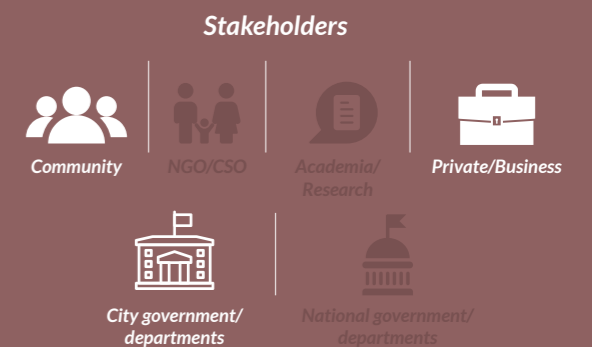 Stakeholders
Community
NGO/CSO
Academia/
Research
Private/Business
City government/
departments
National government/
departments